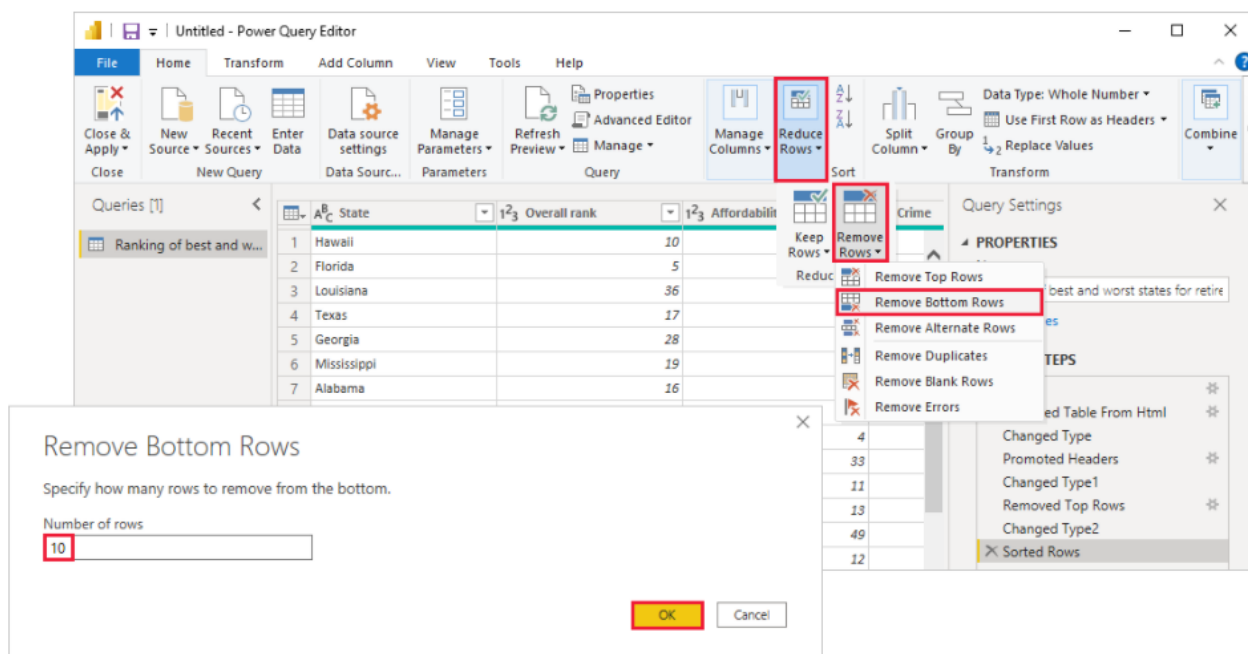 Untitled - Power Query Editor
File Home Transform Add Column View Tools Help
Close & Apply
New Source
Recent Sources
Enter Data
Data source settings
Manage Parameters
Refresh Preview
Properties
Advanced Editor
Manage
Manage Columns
Reduce Rows
Split Column
Group By
Data Type: Whole Number
Use First Row as Headers
Replace Values
Combine
Close New Query Data Sourc... Parameters Query Sort Transform
Queries [1]
Ranking of best and w...
State Overall rank Affordabilit Crime
1 Hawaii 10
2 Florida 5
3 Louisiana 36
4 Texas 17
5 Georgia 28
6 Mississippi 19
7 Alabama 16
4
33
11
13
49
12
Keep Rows
Remove Rows
Reduc
Remove Top Rows
Remove Bottom Rows
Remove Alternate Rows
Remove Duplicates
Remove Blank Rows
Remove Errors
Query Settings
PROPERTIES
best and worst states for retire
es
TEPS
ed Table From Html
Changed Type
Promoted Headers
Changed Type1
Removed Top Rows
Changed Type2
Sorted Rows
Remove Bottom Rows
Specify how many rows to remove from the bottom.
Number of rows
10
OK Cancel